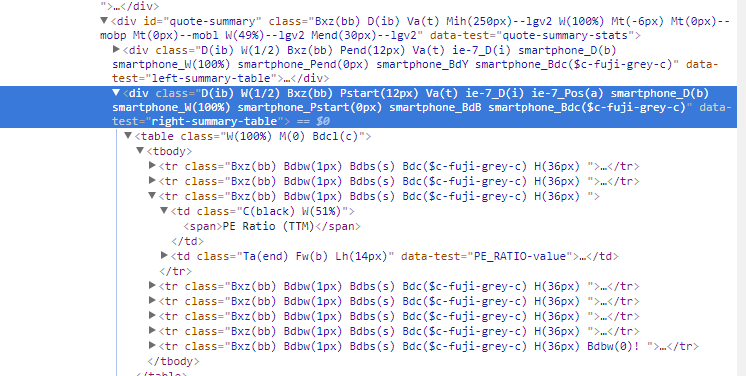 ">…</div>
▼<div id="quote-summary" class="Bxz(bb) D(ib) Va(t) Mih(250px)--lgv2 W(100%) Mt(-6px) Mt(0px)--
mobp Mt(0px)--mobl W(49%)--lgv2 Mend(30px)--lgv2" data-test="quote-summary-stats">
▶<div class="D(ib) W(1/2) Bxz(bb) Pend(12px) Va(t) ie-7_D(i) smartphone_D(b)
smartphone_W(100%) smartphone_Pend(0px) smartphone_BdY smartphone_Bdc($c-fuji-grey-c)" data-
test="left-summary-table">…</div>
▼<div class="D(ib) W(1/2) Bxz(bb) Pstart(12px) Va(t) ie-7_D(i) ie-7_Pos(a) smartphone_D(b)
smartphone_W(100%) smartphone_Pstart(0px) smartphone_BdB smartphone_Bdc($c-fuji-grey-c)" data-
test="right-summary-table"> == $0
▼<table class="W(100%) M(0) Bdcl(c)">
▼<tbody>
▶<tr class="Bxz(bb) Bdbw(1px) Bdbs(s) Bdc($c-fuji-grey-c) H(36px) ">…</tr>
▶<tr class="Bxz(bb) Bdbw(1px) Bdbs(s) Bdc($c-fuji-grey-c) H(36px) ">…</tr>
▼<tr class="Bxz(bb) Bdbw(1px) Bdbs(s) Bdc($c-fuji-grey-c) H(36px) ">
▼<td class="C(black) W(51%)">
<span>PE Ratio (TTM)</span>
</td>
▶<td class="Ta(end) Fw(b) Lh(14px)" data-test="PE_RATIO-value">…</td>
</tr>
▶<tr class="Bxz(bb) Bdbw(1px) Bdbs(s) Bdc($c-fuji-grey-c) H(36px) ">…</tr>
▶<tr class="Bxz(bb) Bdbw(1px) Bdbs(s) Bdc($c-fuji-grey-c) H(36px) ">…</tr>
▶<tr class="Bxz(bb) Bdbw(1px) Bdbs(s) Bdc($c-fuji-grey-c) H(36px) ">…</tr>
▶<tr class="Bxz(bb) Bdbw(1px) Bdbs(s) Bdc($c-fuji-grey-c) H(36px) ">…</tr>
▶<tr class="Bxz(bb) Bdbw(1px) Bdbs(s) Bdc($c-fuji-grey-c) H(36px) Bdbw(0)! ">…</tr>
</tbody>
</table>